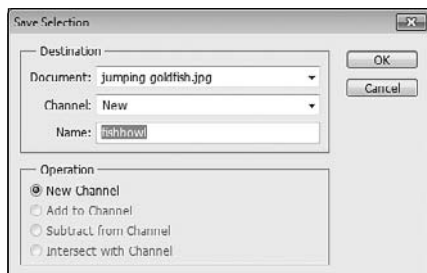 Save Selection
Destination
Document: jumping goldfish.jpg
Channel: New
Name: fishbowl
OK
Cancel
Operation
New Channel
Add to Channel
Subtract from Channel
Intersect with Channel